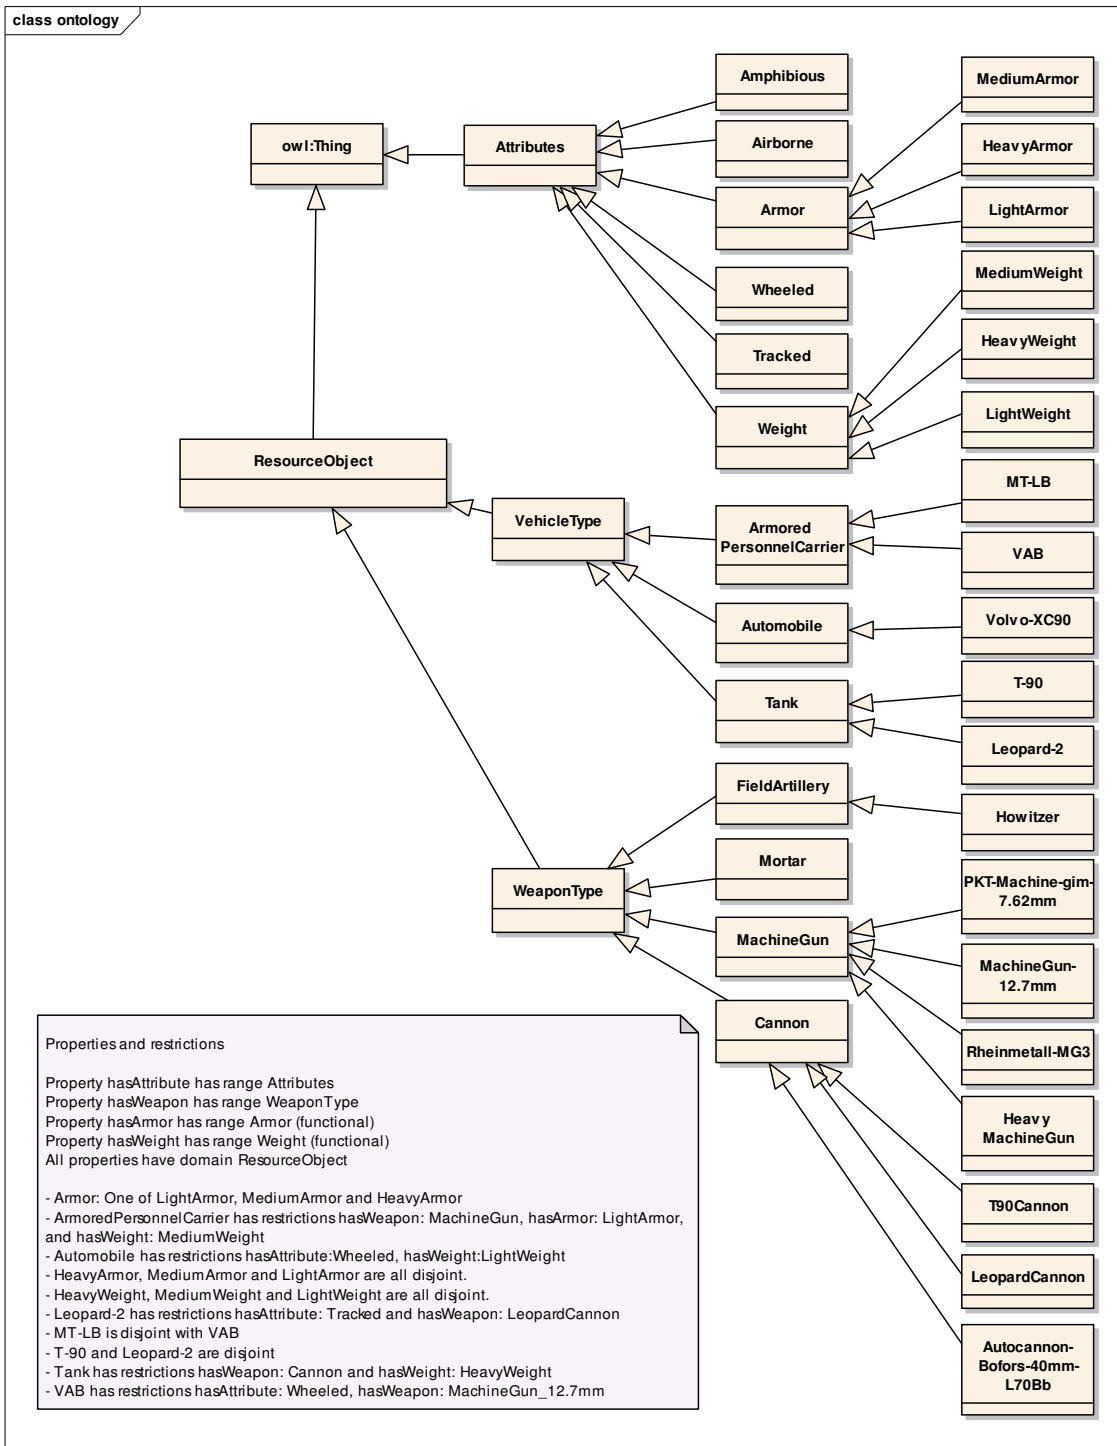 class ontology
owl:Thing
Attributes
Amphibious
Airborne
Armor
Wheeled
Tracked
Weight
MediumArmor
HeavyArmor
LightArmor
MediumWeight
HeavyWeight
LightWeight
ResourceObject
VehicleType
Armored
PersonnelCarrier
Automobile
Tank
MT-LB
VAB
Volvo-XC90
T-90
Leopard-2
WeaponType
FieldArtillery
Mortar
MachineGun
Cannon
Howitzer
PKT-Machine-gim-
7.62mm
MachineGun-
12.7mm
Rheinmetall-MG3
Heavy
MachineGun
T90Cannon
LeopardCannon
Autocannon-
Bofors-40mm-
L70Bb
Properties and restrictions
Property hasAttribute has range Attributes
Property hasWeapon has range WeaponType
Property hasArmor has range Armor (functional)
Property hasWeight has range Weight (functional)
All properties have domain ResourceObject
- Armor: One of LightArmor, MediumArmor and HeavyArmor
- ArmoredPersonnelCarrier has restrictions hasWeapon: MachineGun, hasArmor: LightArmor,
and hasWeight: MediumWeight
- Automobile has restrictions hasAttribute:Wheeled, hasWeight:LightWeight
- HeavyArmor, MediumArmor and LightArmor are all disjoint.
- HeavyWeight, MediumWeight and LightWeight are all disjoint.
- Leopard-2 has restrictions hasAttribute: Tracked and hasWeapon: LeopardCannon
- MT-LB is disjoint with VAB
- T-90 and Leopard-2 are disjoint
- Tank has restrictions hasWeapon: Cannon and hasWeight: HeavyWeight
- VAB has restrictions hasAttribute: Wheeled, hasWeapon: MachineGun_12.7mm